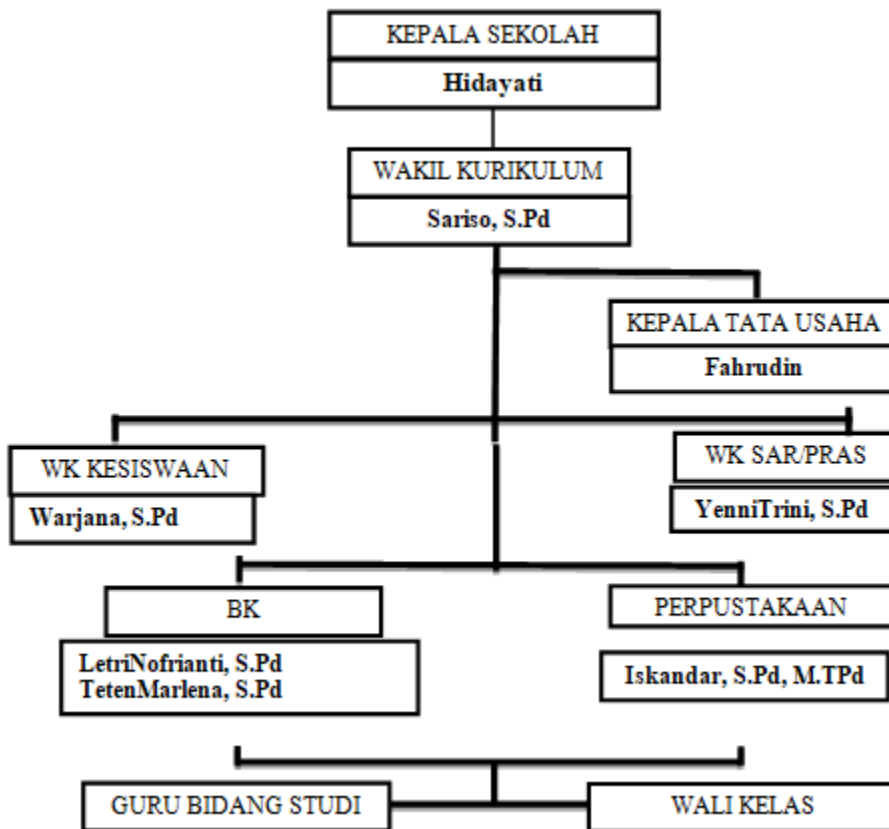 KEPALA SEKOLAH
Hidayati
WAKIL KURIKULUM
Sariso, S.Pd
KEPALA TATA USAHA
Fahrudin
WK KESISWAAN
Warjana, S.Pd
WK SAR/PRAS
YenniTrini, S.Pd
BK
LetriNofrianti, S.Pd
TetenMarlena, S.Pd
PERPUSTAKAAN
Iskandar, S.Pd, M.TPd
GURU BIDANG STUDI
WALI KELAS